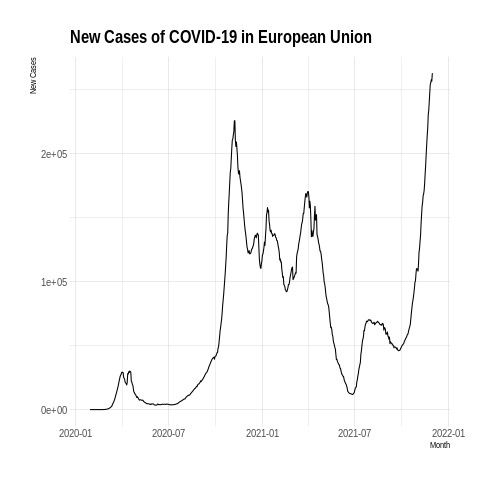 New Cases of COVID-19 in European Union
New Cases
2e+05
1e+05
0e+00
2020-01 2020-07 2021-01 2021-07 2022-01
Month